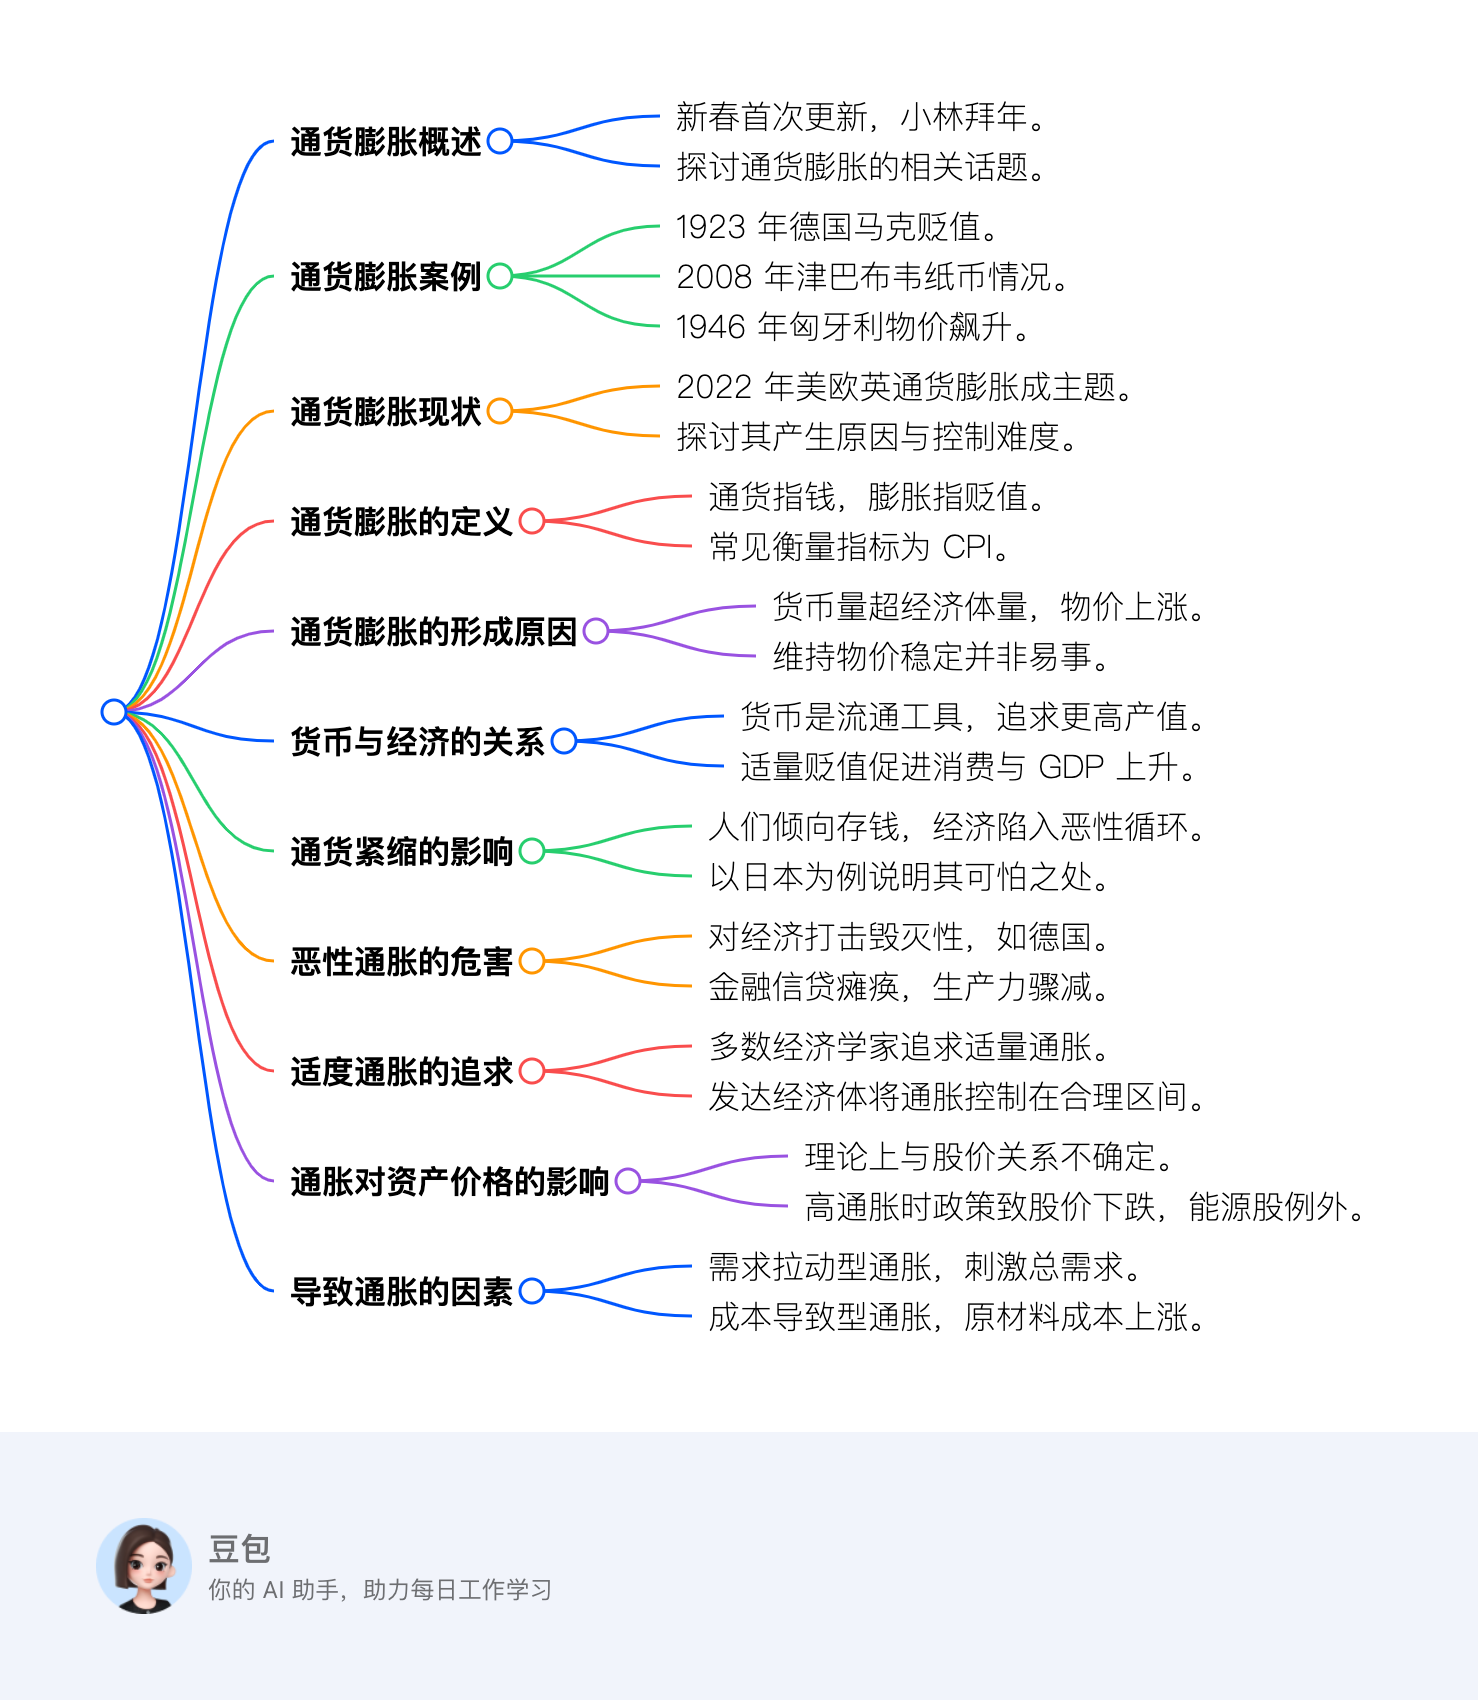 通货膨胀概述
新春首次更新，小林拜年。
探讨通货膨胀的相关话题。
通货膨胀案例
1923 年德国马克贬值。
2008 年津巴布韦纸币情况。
1946 年匈牙利物价飙升。
通货膨胀现状
2022 年美欧英通货膨胀成主题。
探讨其产生原因与控制难度。
通货膨胀的定义
通货指钱，膨胀指贬值。
常见衡量指标为 CPI。
通货膨胀的形成原因
货币量超经济体量，物价上涨。
维持物价稳定并非易事。
货币与经济的关系
货币是流通工具，追求更高产值。
适量贬值促进消费与 GDP 上升。
通货紧缩的影响
人们倾向存钱，经济陷入恶性循环。
以日本为例说明其可怕之处。
恶性通胀的危害
对经济打击毁灭性，如德国。
金融信贷瘫痪，生产力骤减。
适度通胀的追求
多数经济学家追求适量通胀。
发达经济体将通胀控制在合理区间。
通胀对资产价格的影响
理论上与股价关系不确定。
高通胀时政策致股价下跌，能源股例外。
导致通胀的因素
需求拉动型通胀，刺激总需求。
成本导致型通胀，原材料成本上涨。
豆包
你的 AI 助手，助力每日工作学习